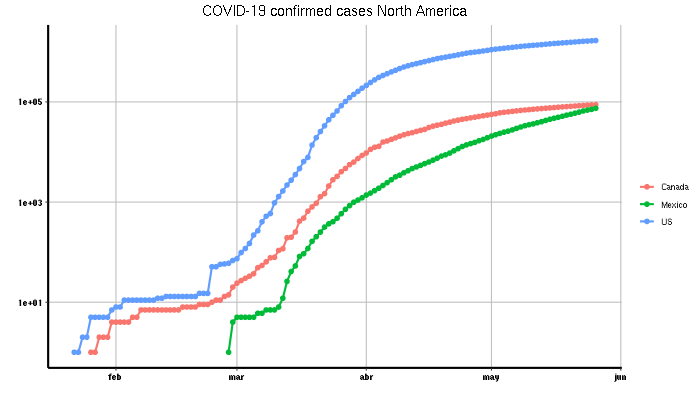 COVID-19 confirmed cases North America
1e+05
1e+03
1e+01
feb
mar
abr
may
jun
Canada
Mexico
US